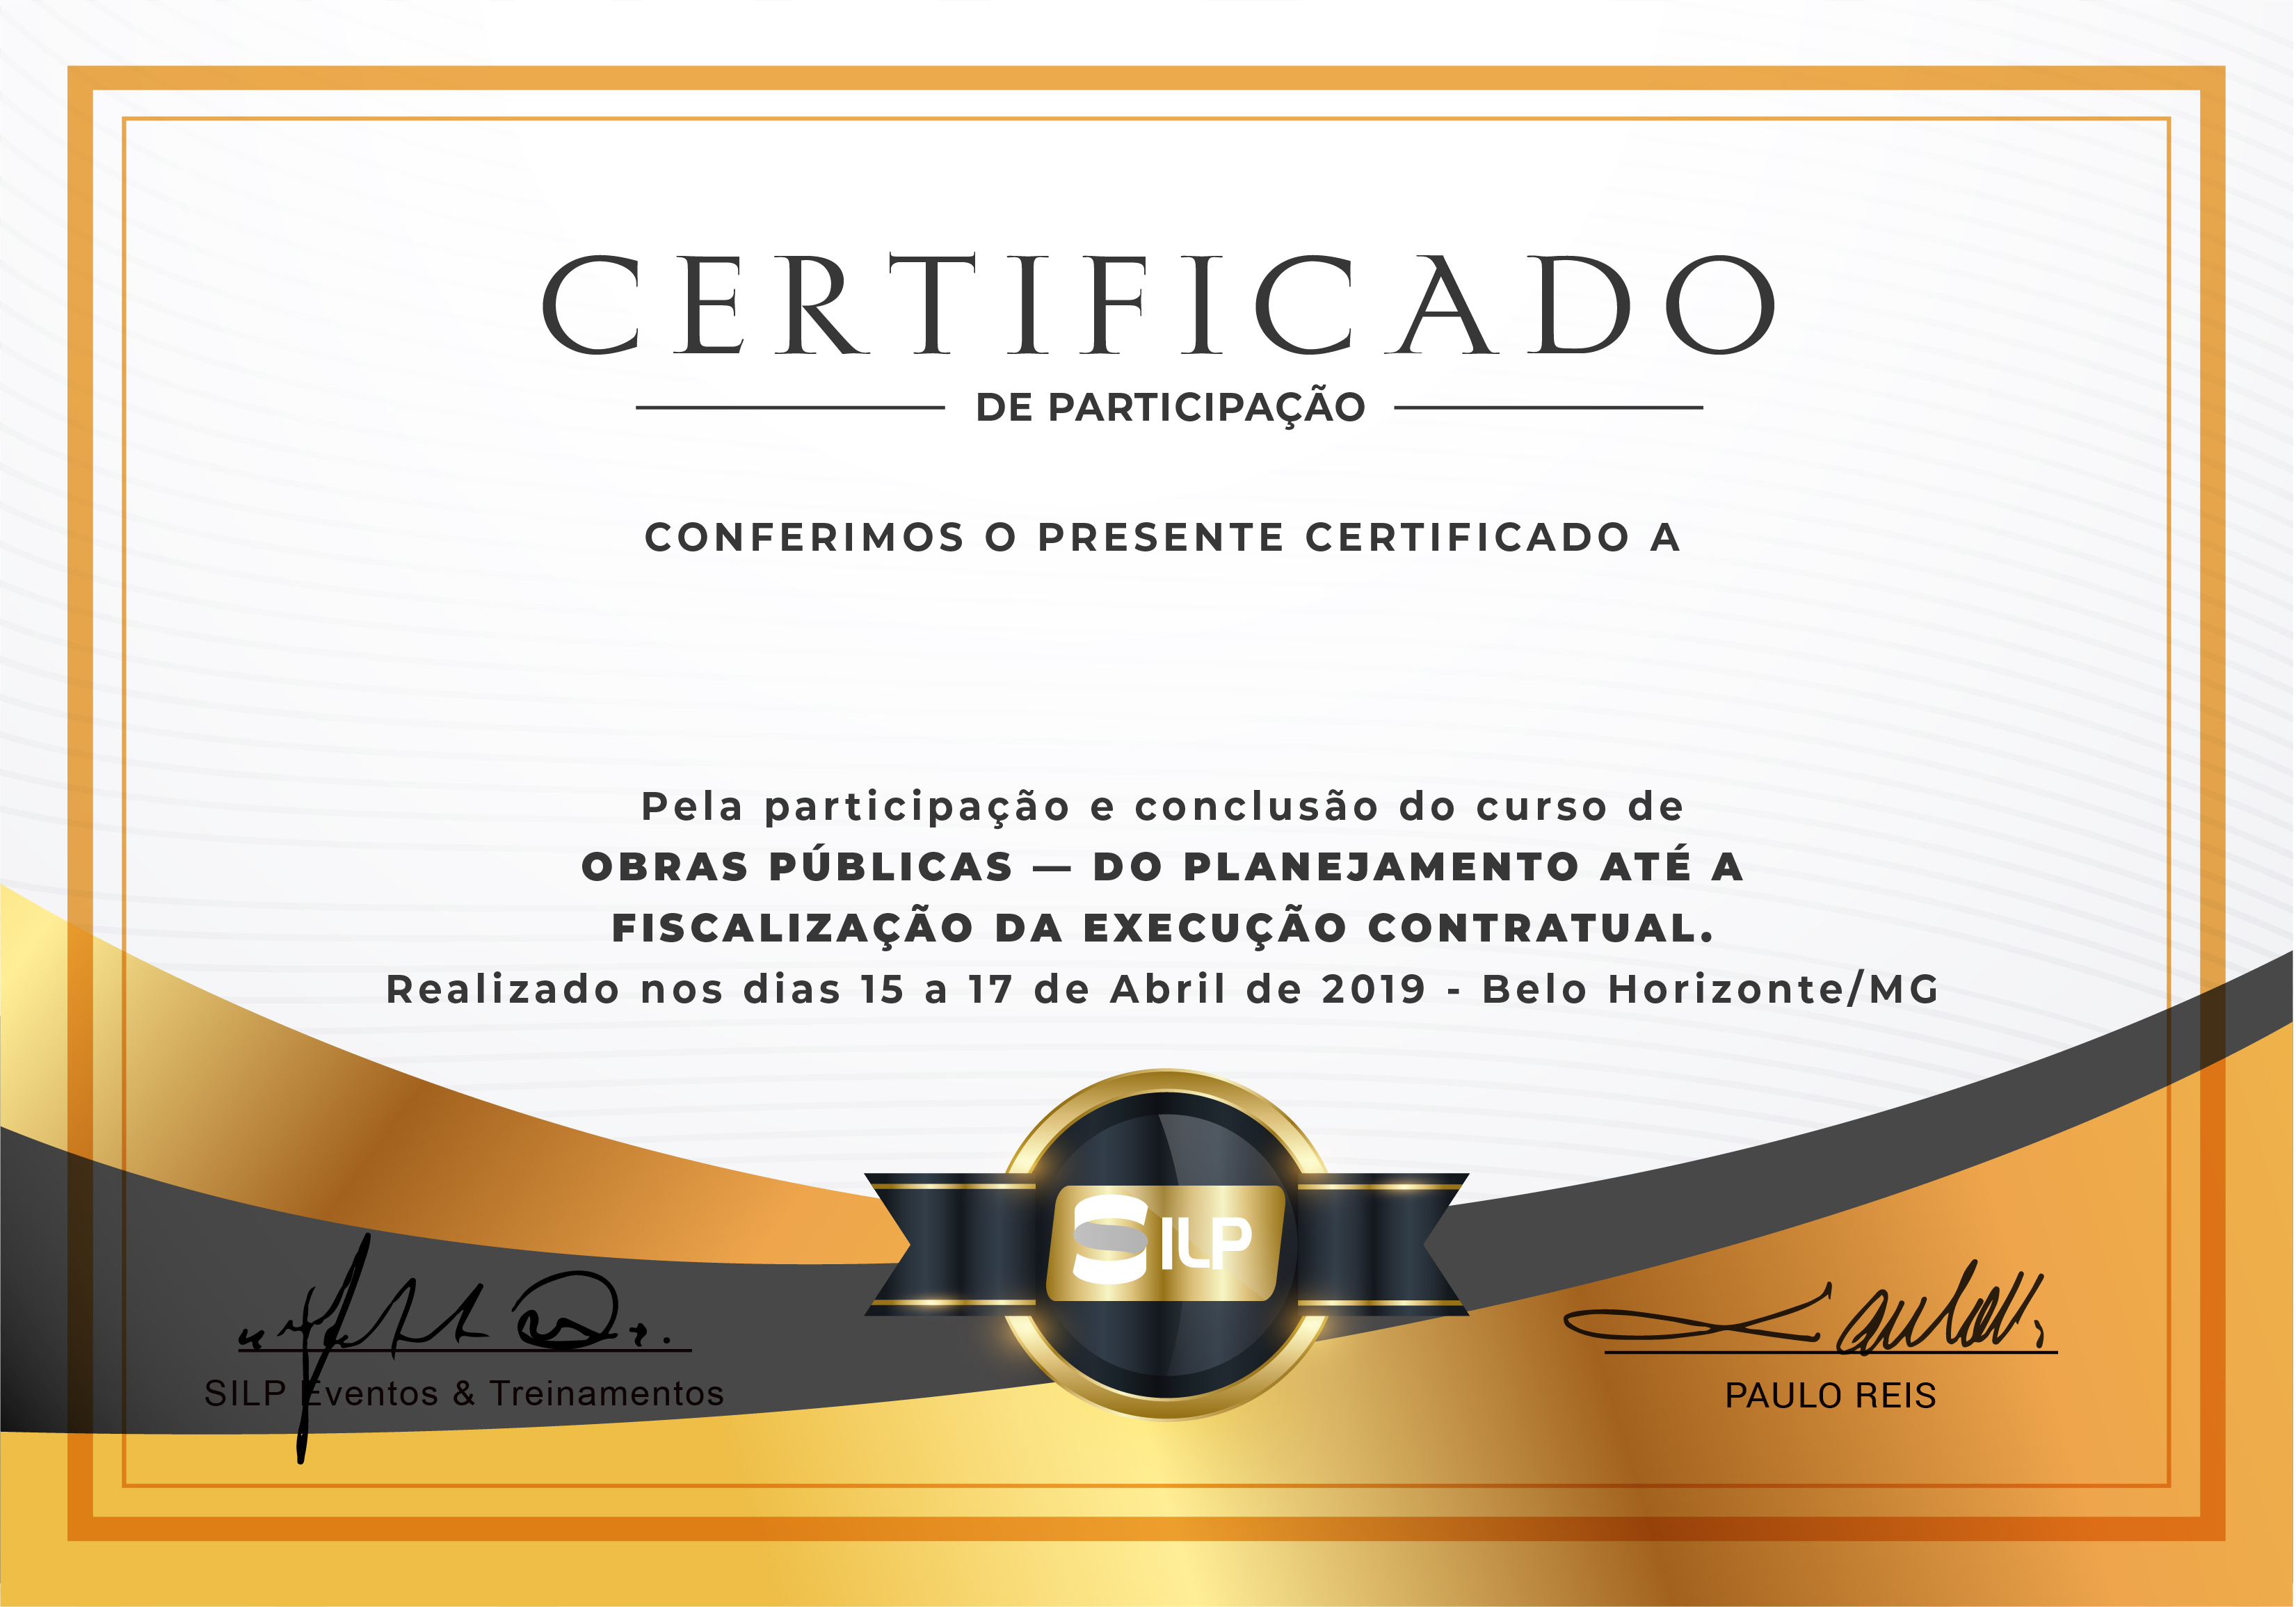 CERTIFICADO
DE PARTICIPAÇÃO
CONFERIMOS O PRESENTE CERTIFICADO A
Pela participação e conclusão do curso de
OBRAS PÚBLICAS — DO PLANEJAMENTO ATÉ A
FISCALIZAÇÃO DA EXECUÇÃO CONTRATUAL.
Realizado nos dias 15 a 17 de Abril de 2019 - Belo Horizonte/MG
SILP
SILP Eventos & Treinamentos
PAULO REIS